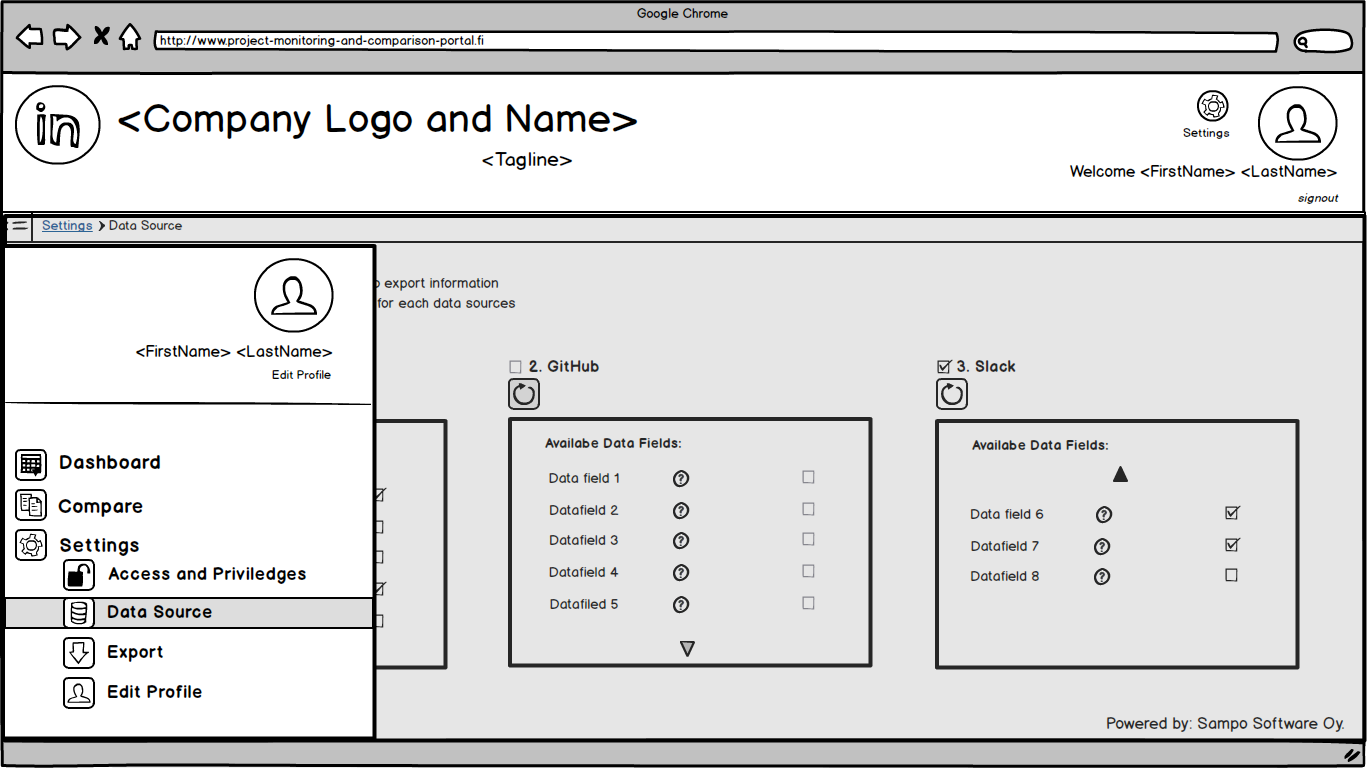 Google Chrome
http://www.project-monitoring-and-comparison-portal.fi
in
<Company Logo and Name>
<Tagline>
Settings
Welcome <FirstName> <LastName>
signout
Settings > Data Source
export information
for each data sources
<FirstName> <LastName>
Edit Profile
Dashboard
Compare
Settings
Access and Priviledges
Data Source
Export
Edit Profile
2. GitHub
Availabe Data Fields:
Data field 1 ?
Datafield 2 ?
Datafield 3 ?
Datafield 4 ?
Datafiled 5 ?
3. Slack
Availabe Data Fields:
Data field 6 ?
Datafield 7 ?
Datafield 8 ?
Powered by: Sampo Software Oy.